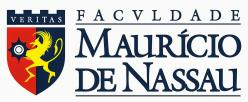 VERITAS
FACVLDADE
MAURÍCIO
DE NASSAU